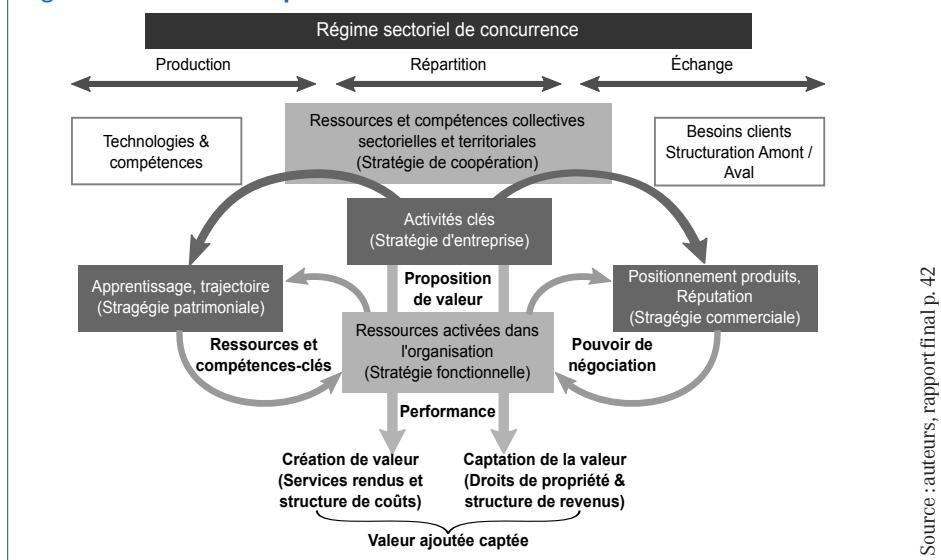 Régime sectoriel de concurrence
Production
Répartition
Échange
Technologies &
compétences
Ressources et compétences collectives
sectorielles et territoriales
(Stratégie de coopération)
Besoins clients
Structuration Amont /
Aval
Activités clés
(Stratégie d'entreprise)
Apprentissage, trajectoire
(Stragégie patrimoniale)
Proposition
de valeur
Positionnement produits,
Réputation
(Stragégie commerciale)
Ressources et
compétences-clés
Ressources activées dans
l'organisation
(Stratégie fonctionnelle)
Pouvoir de
négociation
Performance
Création de valeur
(Services rendus et
structure de coûts)
Captation de la valeur
(Droits de propriété &
structure de revenus)
Valeur ajoutée captée
Source : auteurs, rapport final p. 42